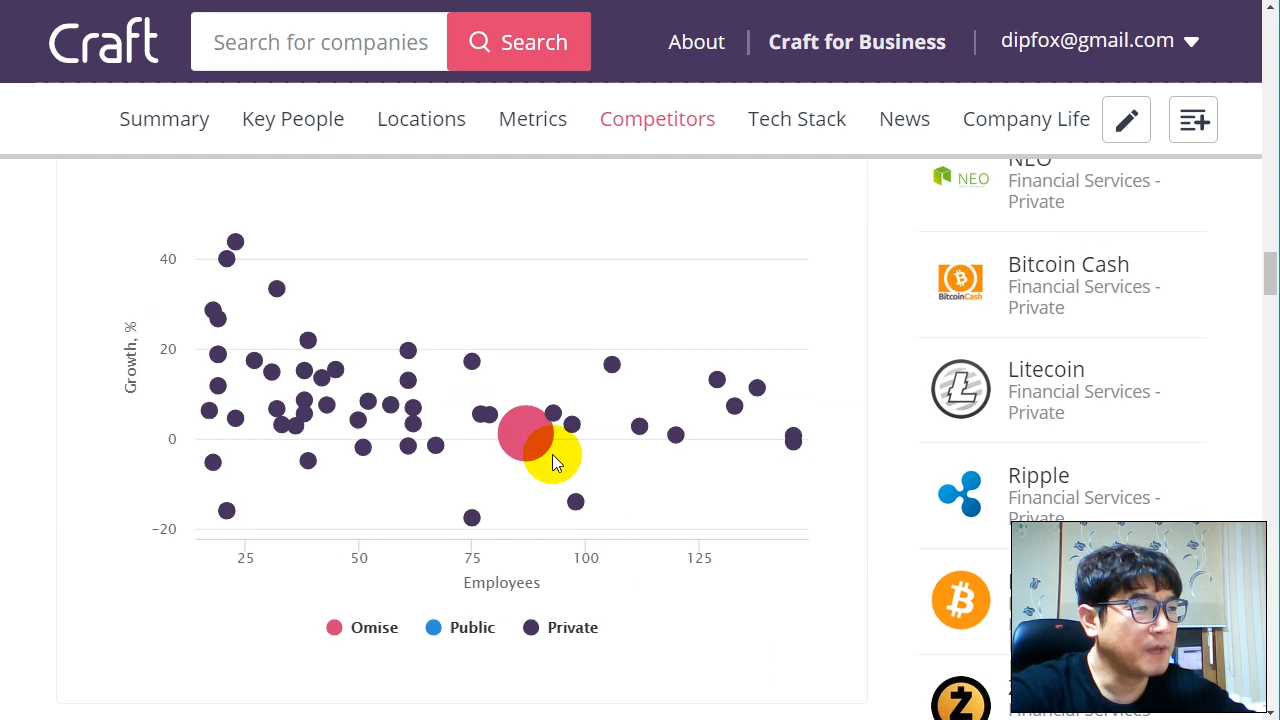 Craft
Search for companies
Search
About
Craft for Business
dipfox@gmail.com
Summary
Key People
Locations
Metrics
Competitors
Tech Stack
News
Company Life
40
20
0
−20
Growth, %
25
50
75
100
125
Employees
Omise
Public
Private
NEO
NEO
Financial Services -
Private
BitcoinCash
Bitcoin Cash
Financial Services -
Private
Litecoin
Financial Services -
Private
Ripple
Financial Services -
Private